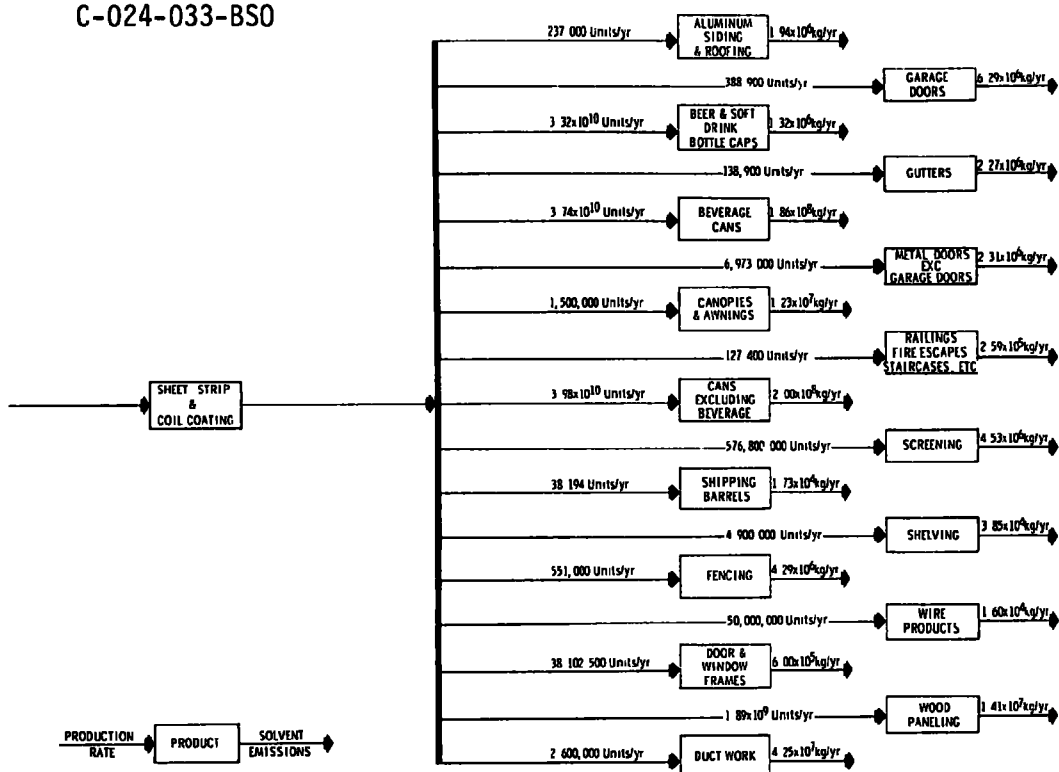 C-024-033-BSO
237 000 Units/yr
ALUMINUM
SIDING
& ROOFING
1 94x10⁶kg/yr
388 900 Units/yr
GARAGE
DOORS
6 29x10⁶kg/yr
3 32x10¹⁰ Units/yr
BEER & SOFT
DRINK
BOTTLE CAPS
1 32x10⁶kg/yr
138,900 Units/yr
GUTTERS
2 27x10⁶kg/yr
3 74x10¹⁰ Units/yr
BEVERAGE
CANS
1 86x10⁸kg/yr
6,973 000 Units/yr
METAL DOORS
EXC
GARAGE DOORS
2 31x10⁶kg/yr
1,500,000 Units/yr
CANOPIES
& AWNINGS
1 23x10⁷kg/yr
127 400 Units/yr
RAILINGS
FIRE ESCAPES
STAIRCASES, ETC
2 59x10⁵kg/yr
SHEET STRIP
&
COIL COATING
3 98x10¹⁰ Units/yr
CANS
EXCLUDING
BEVERAGE
2 00x10⁸kg/yr
576,800 000 Units/yr
SCREENING
4 53x10⁶kg/yr
38 194 Units/yr
SHIPPING
BARRELS
1 73x10⁴kg/yr
4 900 000 Units/yr
SHELVING
3 85x10⁴kg/yr
551,000 Units/yr
FENCING
4 29x10⁶kg/yr
50,000,000 Units/yr
WIRE
PRODUCTS
1 60x10⁴kg/yr
38 102 500 Units/yr
DOOR &
WINDOW
FRAMES
6 00x10⁵kg/yr
1 89x10⁹ Units/yr
WOOD
PANELING
1 41x10⁷kg/yr
2 600,000 Units/yr
DUCT WORK
4 25x10⁷kg/yr
PRODUCTION
RATE
PRODUCT
SOLVENT
EMISSIONS